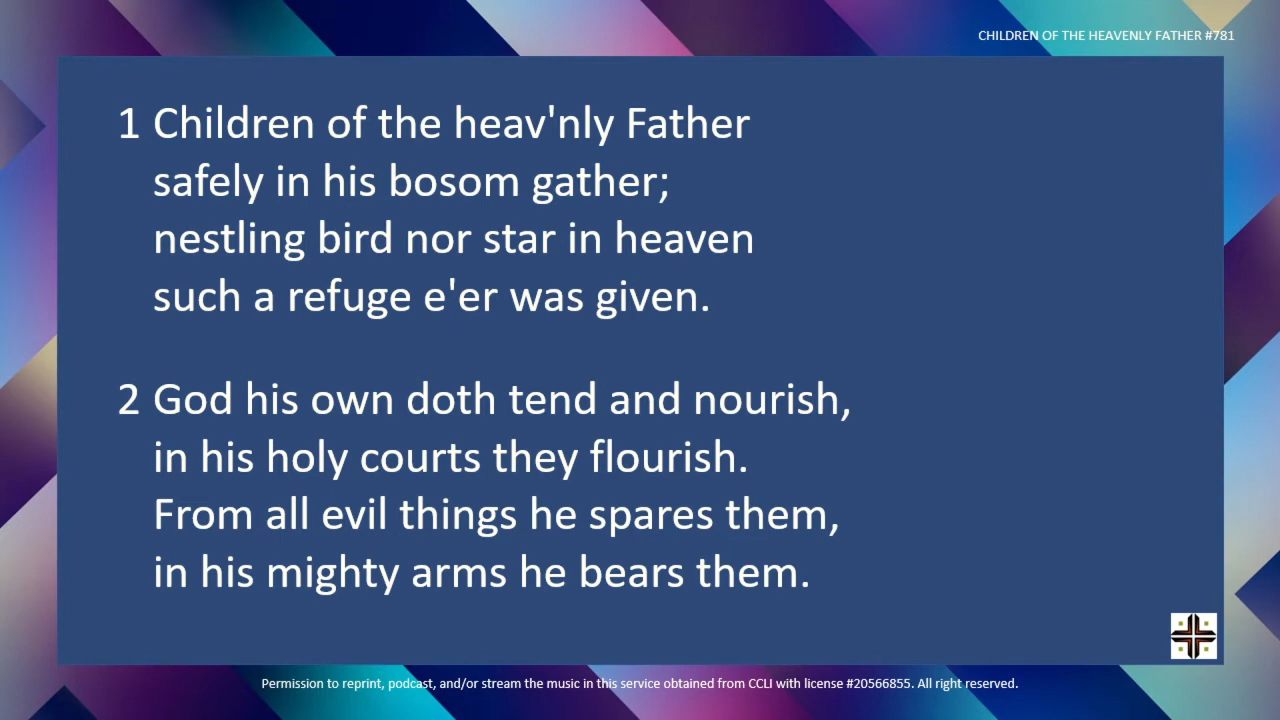 CHILDREN OF THE HEAVENLY FATHER #781
1 Children of the heav'nly Father
safely in his bosom gather;
nestling bird nor star in heaven
such a refuge e'er was given.
2 God his own doth tend and nourish,
in his holy courts they flourish.
From all evil things he spares them,
in his mighty arms he bears them.
Permission to reprint, podcast, and/or stream the music in this service obtained from CCLI with license #20566855. All right reserved.